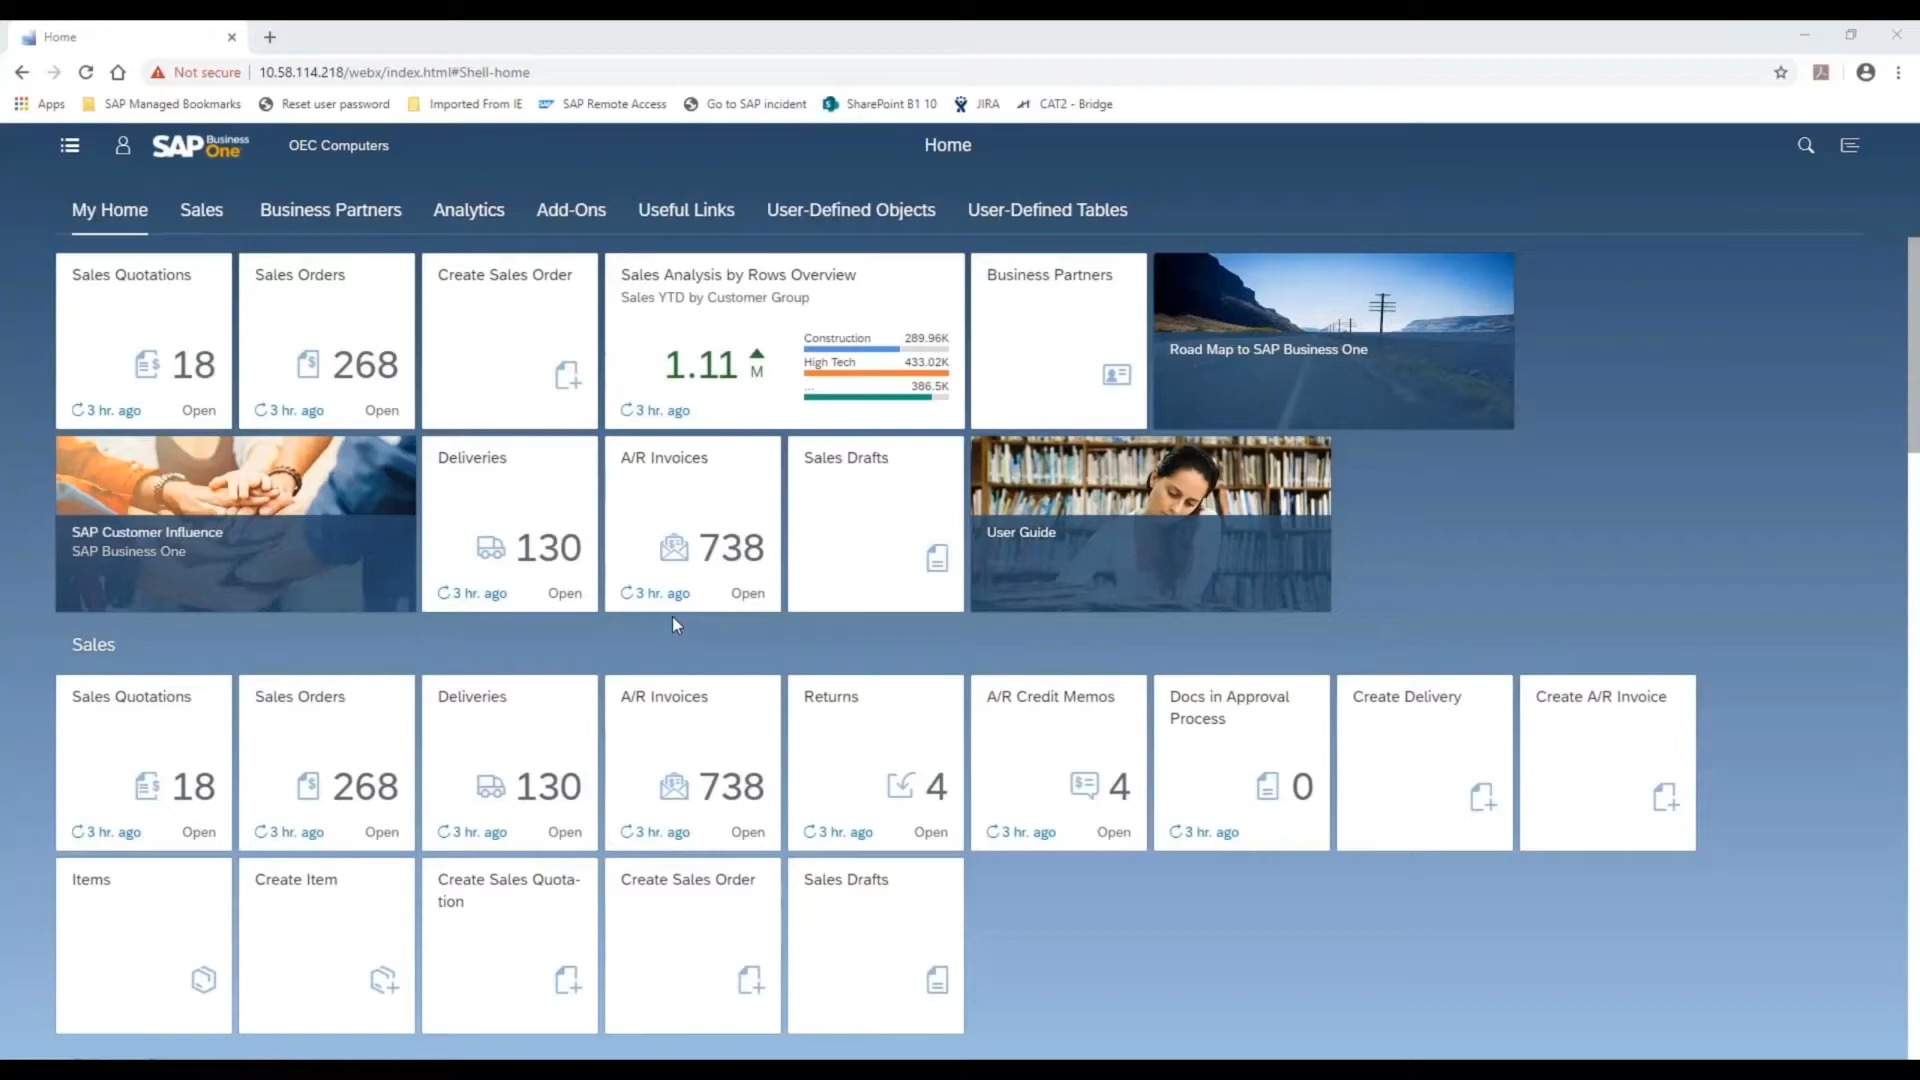 Home
Not secure
10.58.114.218/webx/index.html#Shell-home
Apps
SAP Managed Bookmarks
Reset user password
Imported From IE
SAP Remote Access
Go to SAP incident
SharePoint B1 10
JIRA
CAT2 - Bridge
SAP Business One
OEC Computers
Home
My Home
Sales
Business Partners
Analytics
Add-Ons
Useful Links
User-Defined Objects
User-Defined Tables
Sales Quotations
18
3 hr. ago
Open
Sales Orders
268
3 hr. ago
Open
Create Sales Order
Sales Analysis by Rows Overview
Sales YTD by Customer Group
1.11
M
Construction 289.96K
High Tech 433.02K
... 386.5K
3 hr. ago
Business Partners
Road Map to SAP Business One
SAP Customer Influence
SAP Business One
Deliveries
130
3 hr. ago
Open
A/R Invoices
738
3 hr. ago
Open
Sales Drafts
User Guide
Sales
Sales Quotations
18
3 hr. ago
Open
Sales Orders
268
3 hr. ago
Open
Deliveries
130
3 hr. ago
Open
A/R Invoices
738
3 hr. ago
Open
Returns
4
3 hr. ago
Open
A/R Credit Memos
4
3 hr. ago
Open
Docs in Approval
Process
0
3 hr. ago
Create Delivery
Create A/R Invoice
Items
Create Item
Create Sales Quota-
tion
Create Sales Order
Sales Drafts